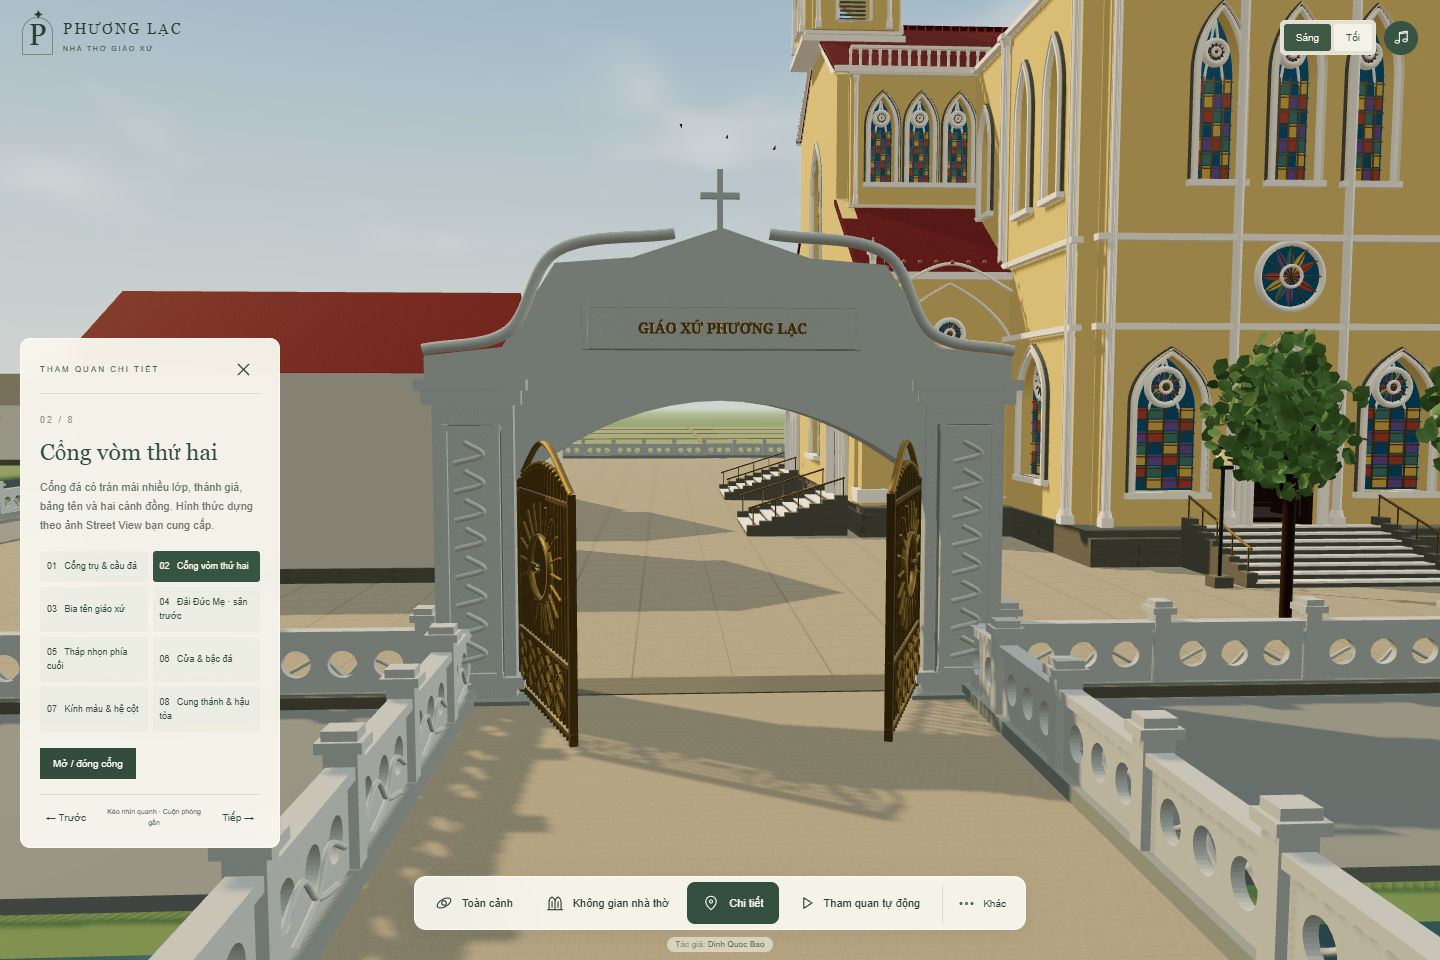 P PHƯƠNG LẠC
NHÀ THỜ GIÁO XỨ
Sáng Tối
GIÁO XỨ PHƯƠNG LẠC
THAM QUAN CHI TIẾT
02 / 8
Cổng vòm thứ hai
Cổng đá có trán mái nhiều lớp, thánh giá,
bảng tên và hai cánh đồng. Hình thức dựng
theo ảnh Street View bạn cung cấp.
01 Cổng trụ & cầu đá
02 Cổng vòm thứ hai
03 Bia tên giáo xứ
04 Đài Đức Mẹ · sân
trước
05 Tháp nhọn phía
cuối
06 Cửa & bậc đá
07 Kính màu & hệ cột
08 Cung thánh & hậu
tòa
Mở / đóng cổng
← Trước
Kéo nhìn quanh · Cuộn phóng
gần
Tiếp →
Toàn cảnh
Không gian nhà thờ
Chi tiết
Tham quan tự động
Khác
Tác giả: Dinh Quoc Bao